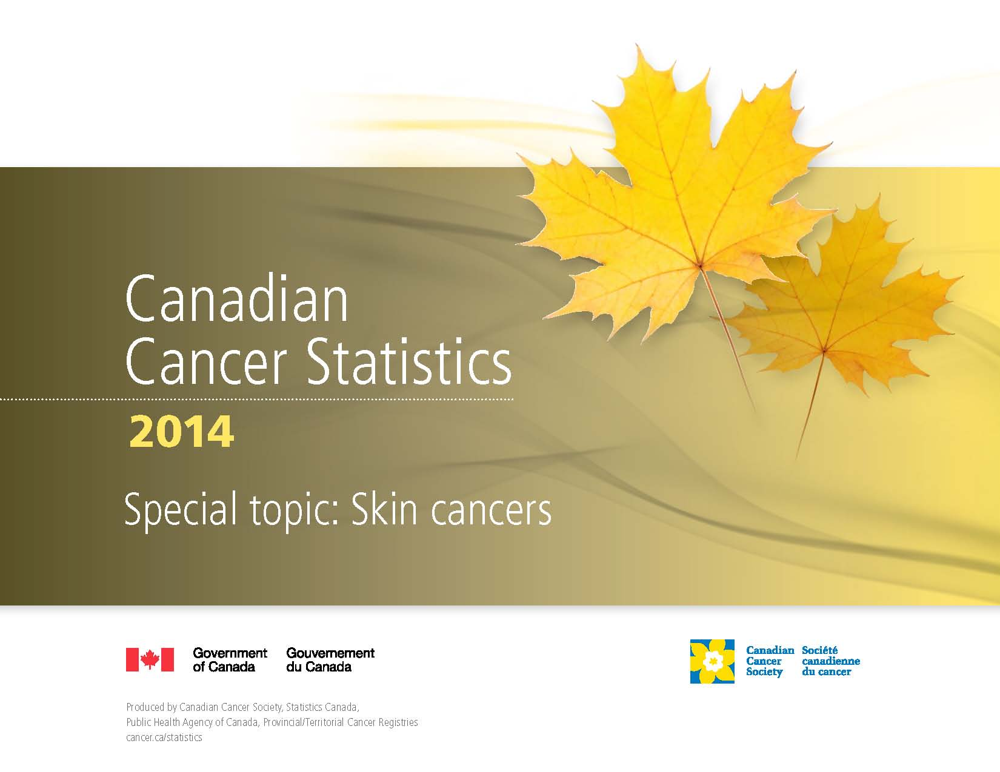 Canadian
Cancer Statistics
2014
Special topic: Skin cancers
Government
of Canada
Gouvernement
du Canada
Canadian
Cancer
Society
Société
canadienne
du cancer
Produced by Canadian Cancer Society, Statistics Canada,
Public Health Agency of Canada, Provincial/Territorial Cancer Registries
cancer.ca/statistics